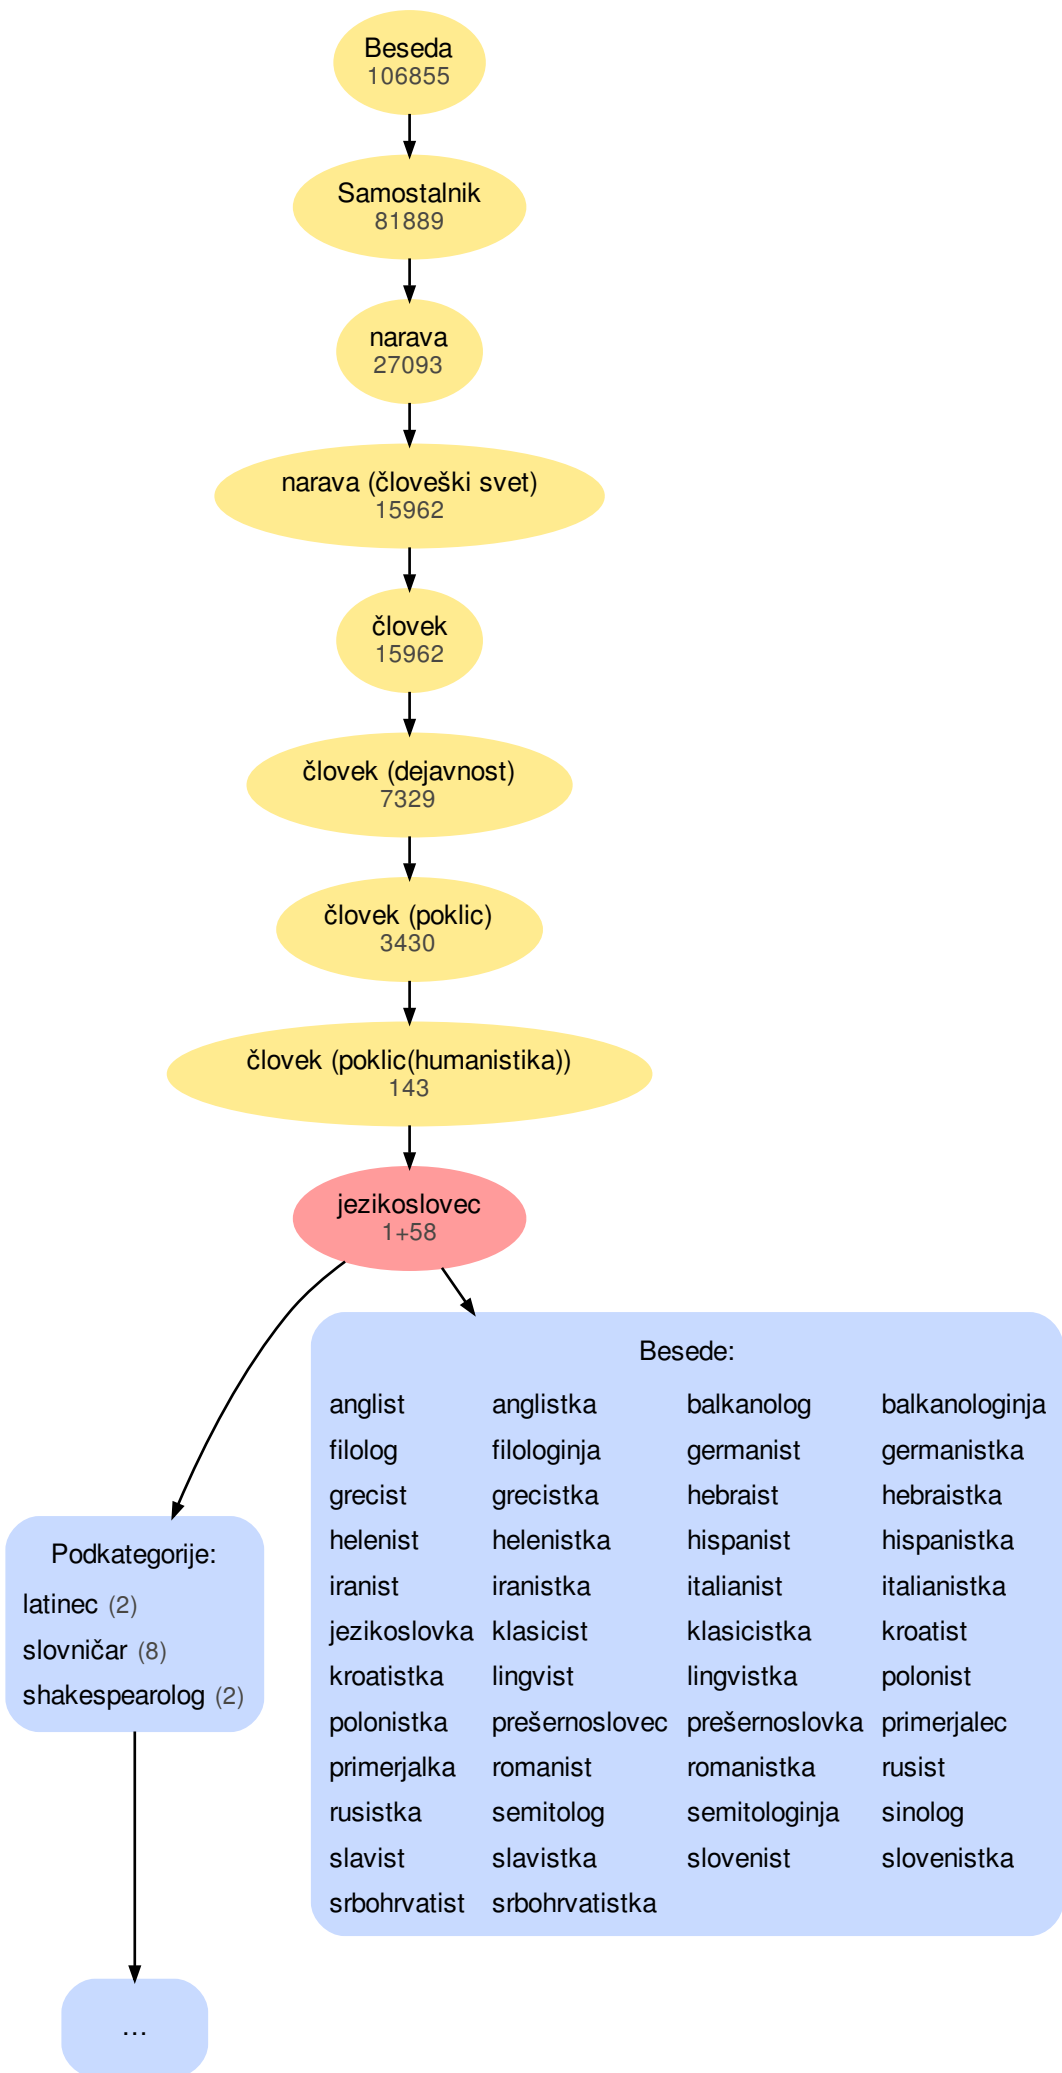 Beseda
106855
Samostalnik
81889
narava
27093
narava (človeški svet)
15962
človek
15962
človek (dejavnost)
7329
človek (poklic)
3430
človek (poklic(humanistika))
143
jezikoslovec
1+58
Besede:
anglist anglistka balkanolog balkanologinja
filolog filologinja germanist germanistka
grecist grecistka hebraist hebraistka
helenist helenistka hispanist hispanistka
iranist iranistka italianist italianistka
jezikoslovka klasicist klasicistka kroatist
kroatistka lingvist lingvistka polonist
polonistka prešernoslovec prešernoslovka primerjalec
primerjalka romanist romanistka rusist
rusistka semitolog semitologinja sinolog
slavist slavistka slovenist slovenistka
srbohrvatist srbohrvatistka
Podkategorije:
latinec (2)
slovničar (8)
shakespearolog (2)
...